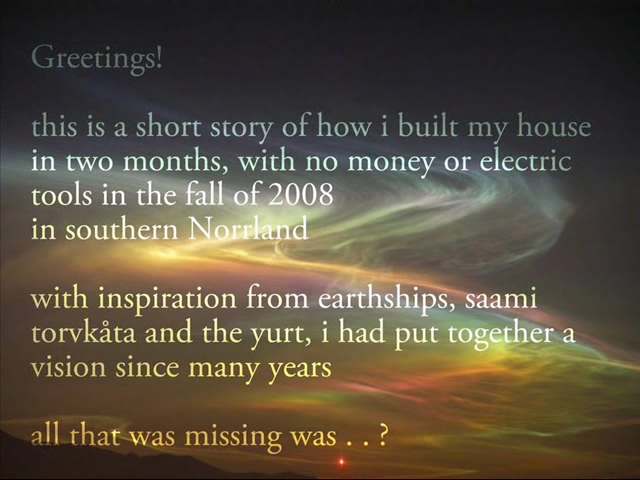 Greetings!
this is a short story of how i built my house
in two months, with no money or electric
tools in the fall of 2008
in southern Norrland
with inspiration from earthships, saami
torvkåta and the yurt, i had put together a
vision since many years
all that was missing was . . ?